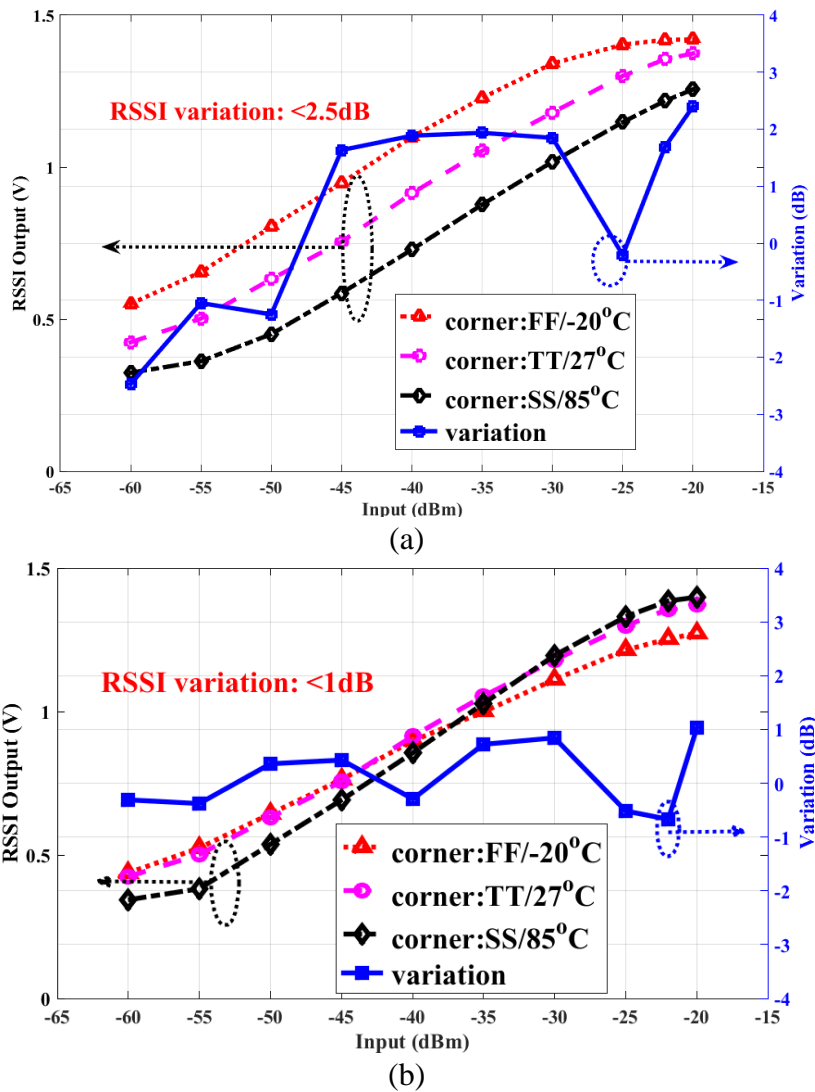 1.5
1
0.5
0
RSSI Output (V)
RSSI variation: <2.5dB
4
3
2
1
0
-1
-2
-3
-4
Variation (dB)
corner:FF/-20°C
corner:TT/27°C
corner:SS/85°C
variation
-65 -60 -55 -50 -45 -40 -35 -30 -25 -20 -15
Input (dBm)
(a)
1.5
1
0.5
0
RSSI Output (V)
RSSI variation: <1dB
4
3
2
1
0
-1
-2
-3
-4
Variation (dB)
corner:FF/-20°C
corner:TT/27°C
corner:SS/85°C
variation
-65 -60 -55 -50 -45 -40 -35 -30 -25 -20 -15
Input (dBm)
(b)